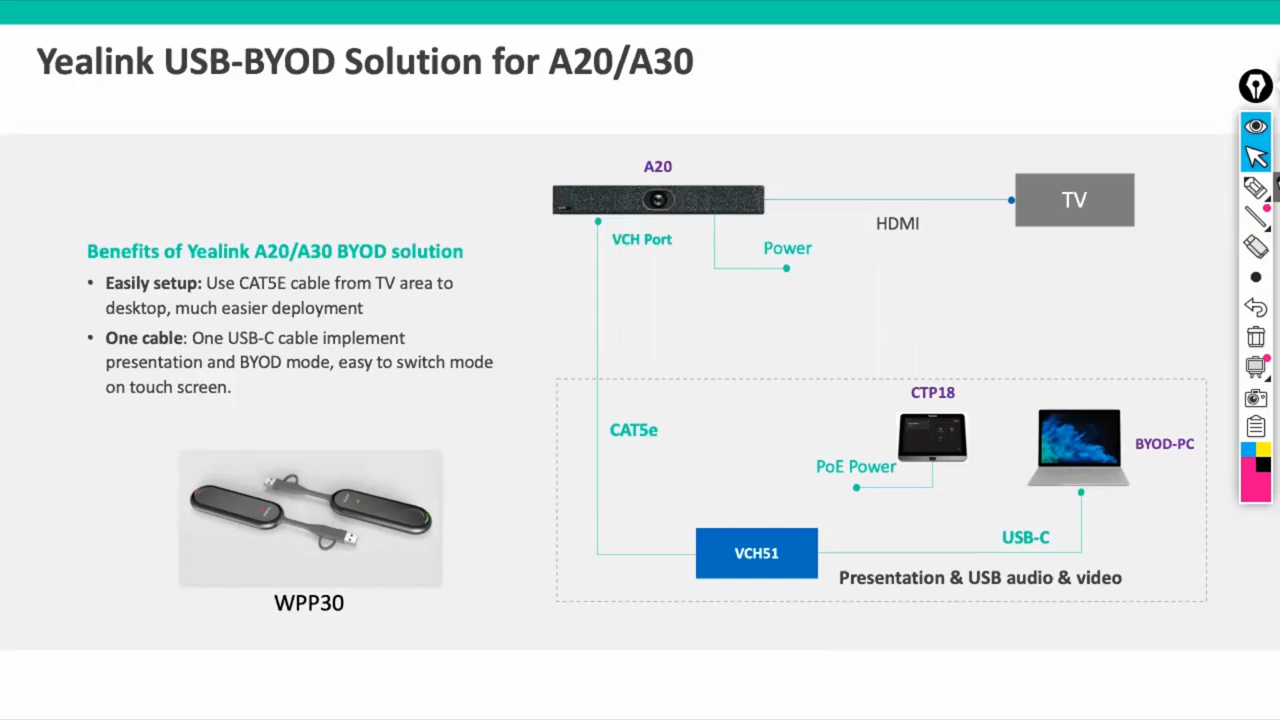 Yealink USB-BYOD Solution for A20/A30
A20
TV
HDMI
VCH Port
Power
Benefits of Yealink A20/A30 BYOD solution
• Easily setup: Use CAT5E cable from TV area to
desktop, much easier deployment
• One cable: One USB-C cable implement
presentation and BYOD mode, easy to switch mode
on touch screen.
CTP18
CAT5e
BYOD-PC
PoE Power
USB-C
VCH51
Presentation & USB audio & video
WPP30